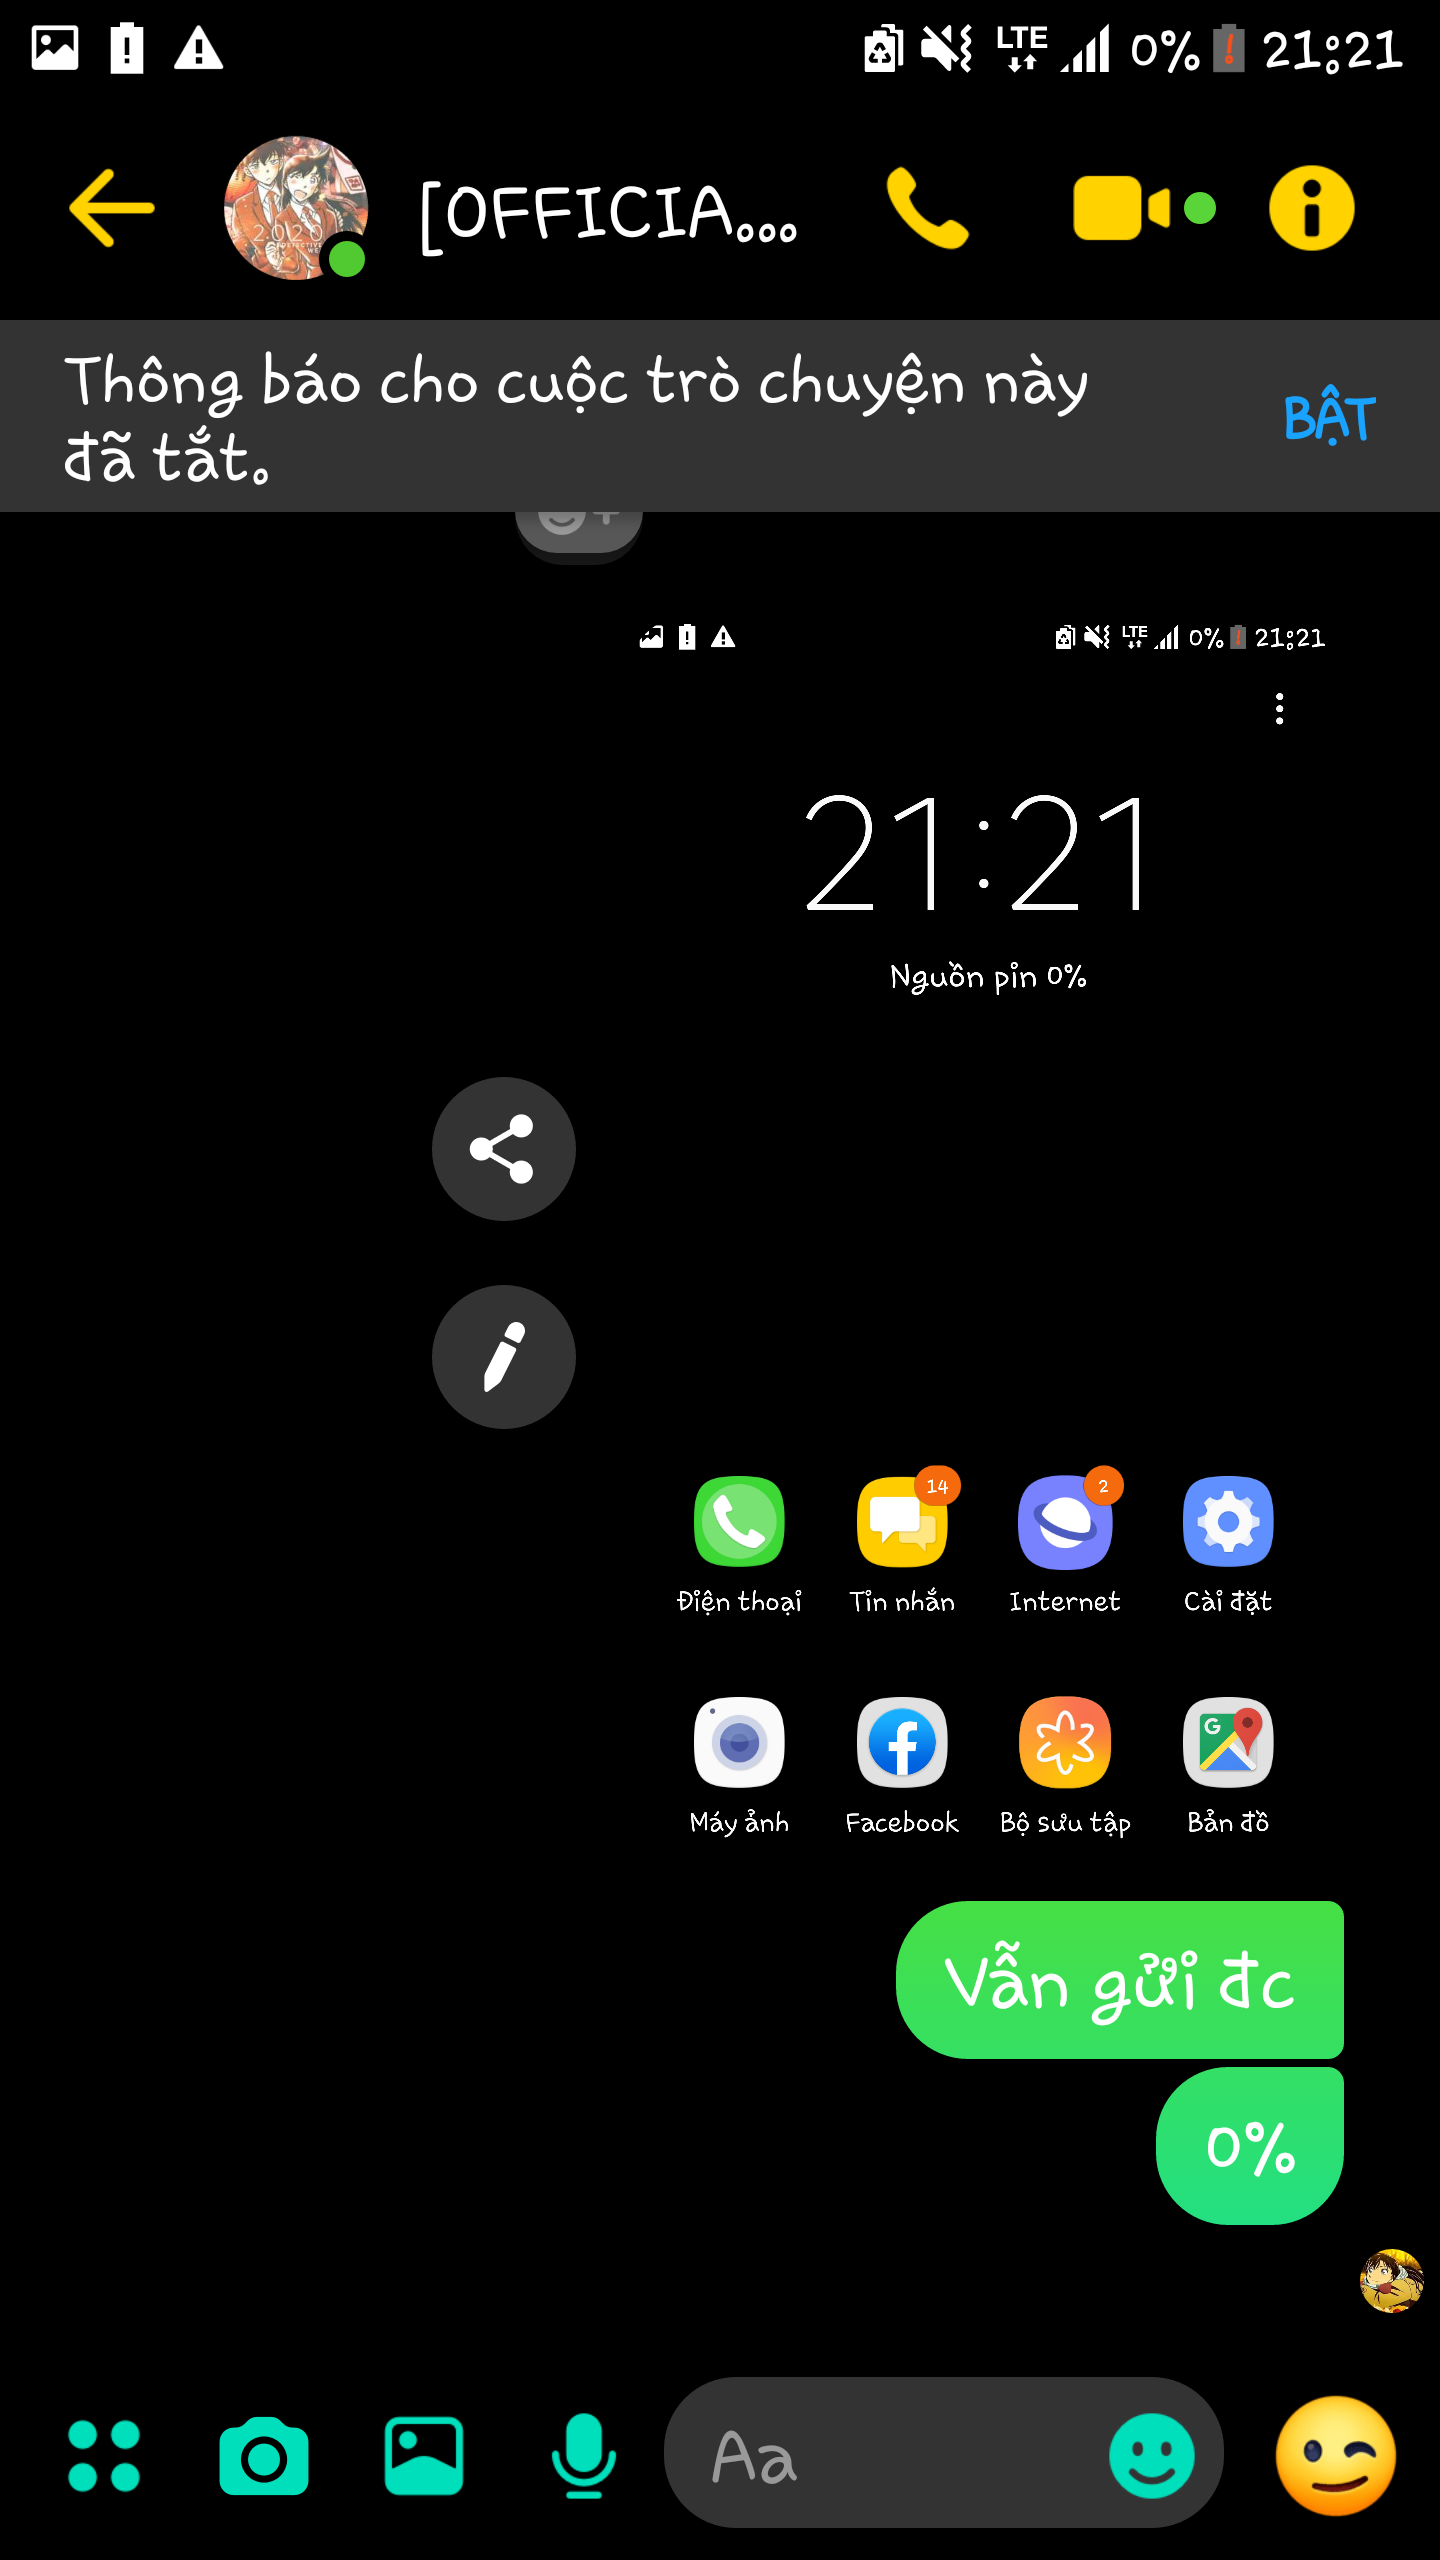 LTE 0% 21:21
[OFFICIA...
Thông báo cho cuộc trò chuyện này
đã tắt.
BẬT
LTE 0% 21:21
21:21
Nguồn pin 0%
14
2
Điện thoại Tin nhắn Internet Cài đặt
Máy ảnh Facebook Bộ sưu tập Bản đồ
Vẫn gửi đc
0%
Aa